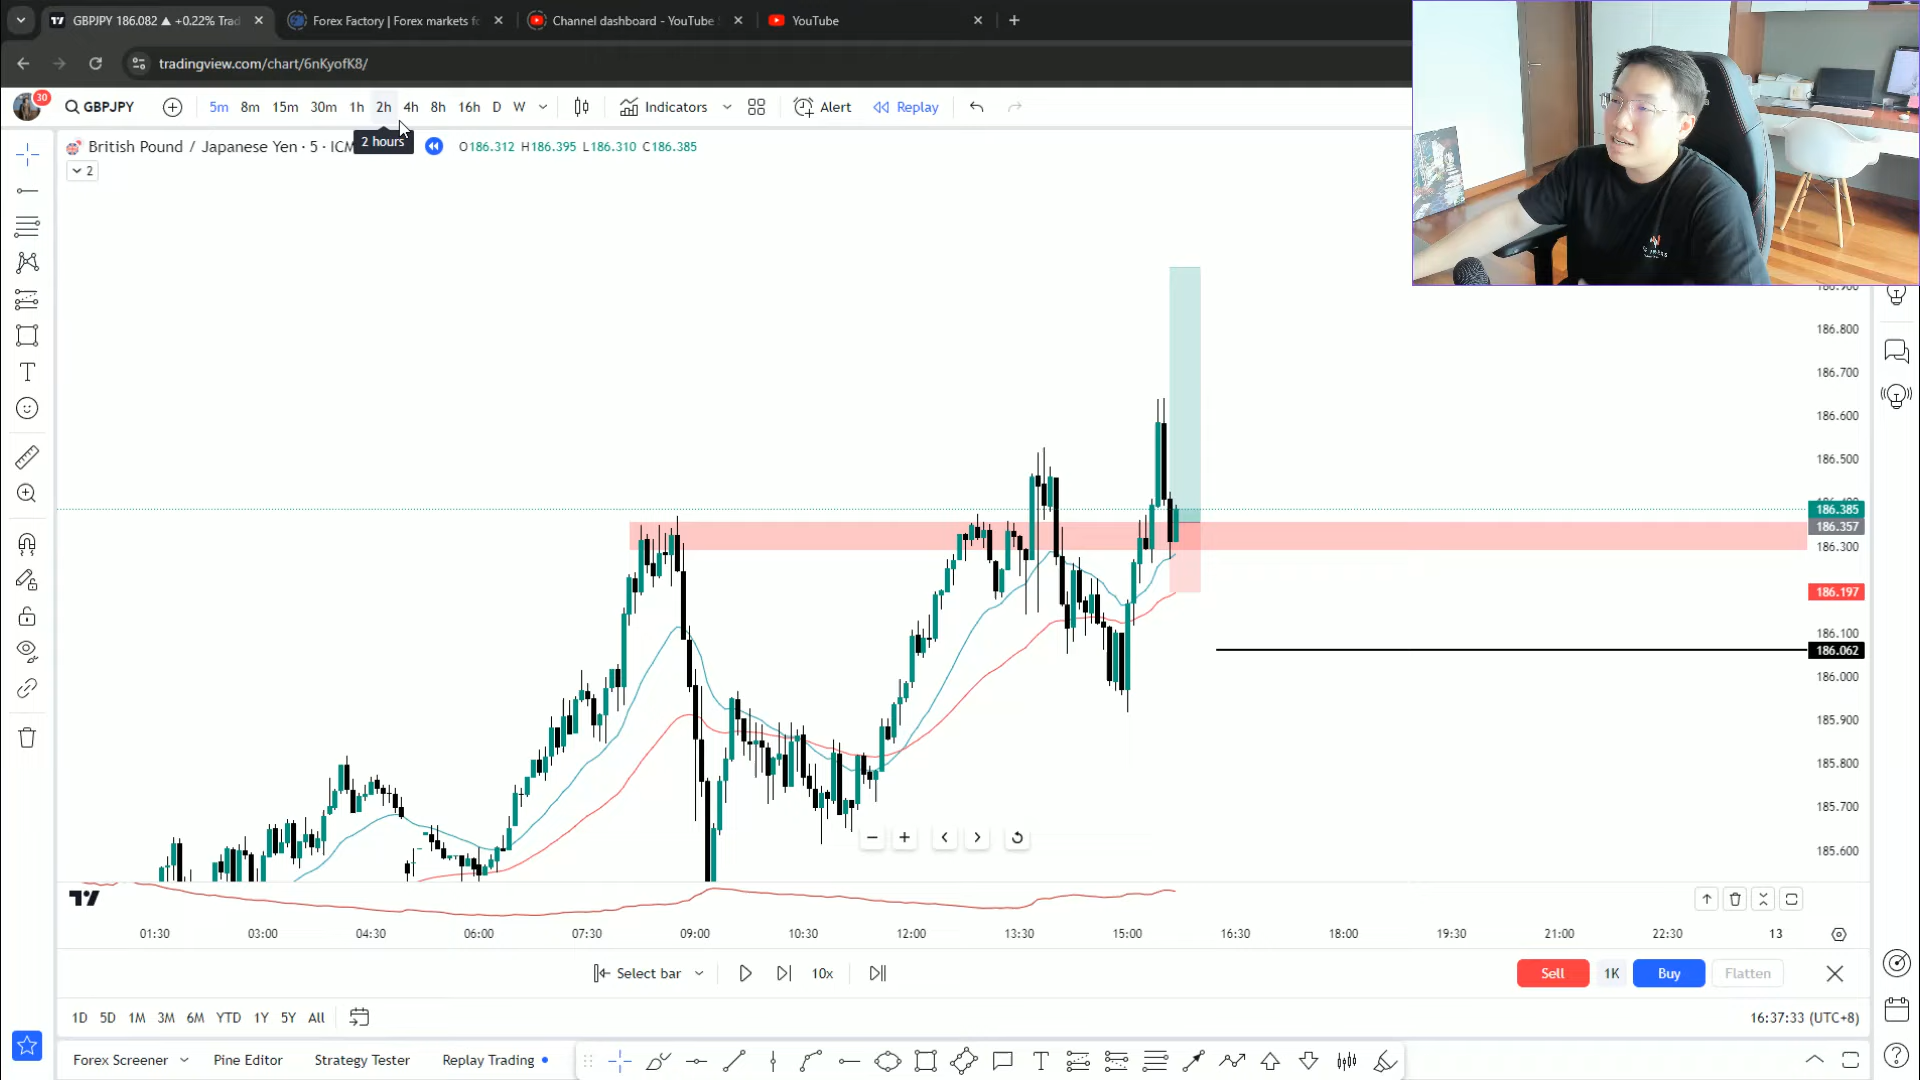 GBPJPY 186.082 ▲ +0.22% Trad
Forex Factory | Forex markets fo
Channel dashboard - YouTube
YouTube
tradingview.com/chart/6nKyofK8/
30
GBPJPY
5m 8m 15m 30m 1h 2h 4h 8h 16h D W
Indicators
Alert
Replay
British Pound / Japanese Yen · 5 · ICM
2 hours
O186.312 H186.395 L186.310 C186.385
2
186.800
186.700
186.600
186.500
186.385
186.357
186.300
186.197
186.100
186.062
186.000
185.900
185.800
185.700
185.600
01:30 03:00 04:30 06:00 07:30 09:00 10:30 12:00 13:30 15:00 16:30 18:00 19:30 21:00 22:30 13
Select bar
10x
Sell
1K
Buy
Flatten
1D 5D 1M 3M 6M YTD 1Y 5Y All
16:37:33 (UTC+8)
Forex Screener
Pine Editor
Strategy Tester
Replay Trading